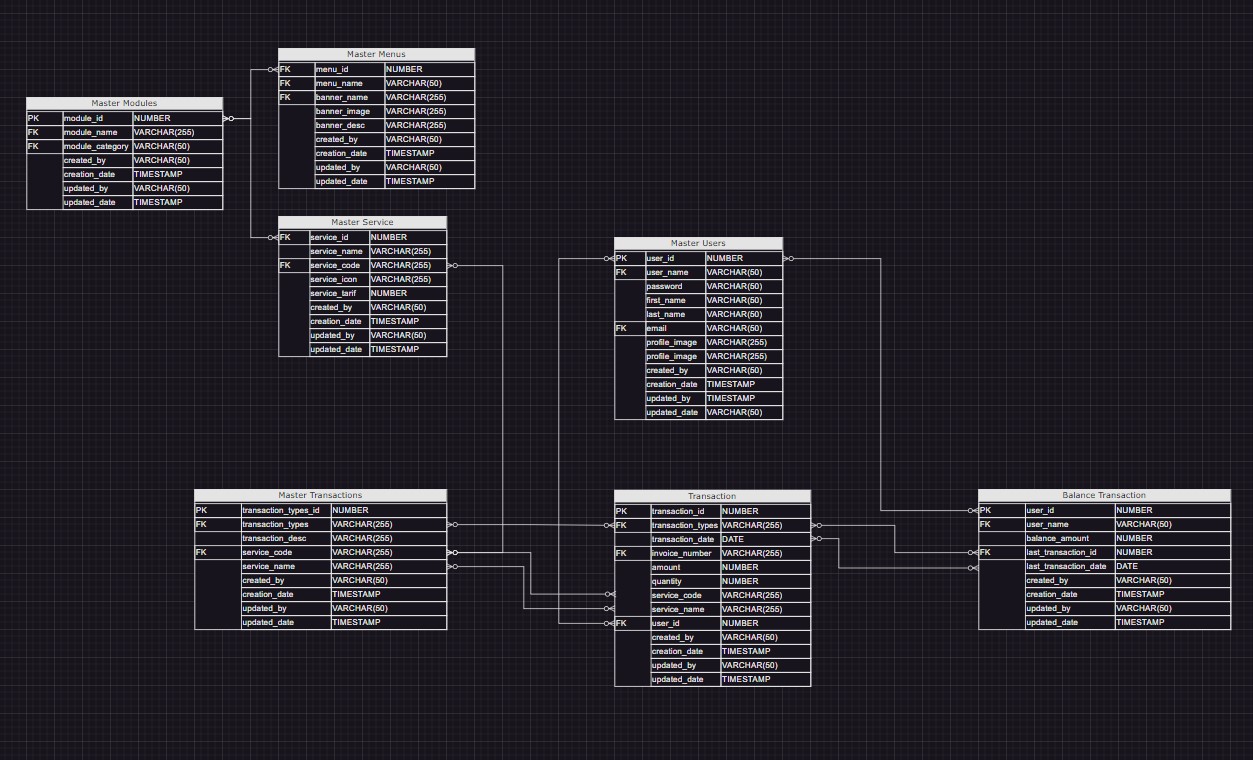 Master Menus
FK menu_id NUMBER
FK menu_name VARCHAR(50)
FK banner_name VARCHAR(255)
banner_image VARCHAR(255)
banner_desc VARCHAR(255)
created_by VARCHAR(50)
creation_date TIMESTAMP
updated_by VARCHAR(50)
updated_date TIMESTAMP
Master Modules
PK module_id NUMBER
FK module_name VARCHAR(255)
FK module_category VARCHAR(50)
created_by VARCHAR(50)
creation_date TIMESTAMP
updated_by VARCHAR(50)
updated_date TIMESTAMP
Master Service
FK service_id NUMBER
service_name VARCHAR(255)
FK service_code VARCHAR(255)
service_icon VARCHAR(255)
service_tarif NUMBER
created_by VARCHAR(50)
creation_date TIMESTAMP
updated_by VARCHAR(50)
updated_date TIMESTAMP
Master Users
PK user_id NUMBER
FK user_name VARCHAR(50)
password VARCHAR(50)
first_name VARCHAR(50)
last_name VARCHAR(50)
FK email VARCHAR(50)
profile_image VARCHAR(255)
profile_image VARCHAR(255)
created_by VARCHAR(50)
creation_date TIMESTAMP
updated_by TIMESTAMP
updated_date VARCHAR(50)
Master Transactions
PK transaction_types_id NUMBER
FK transaction_types VARCHAR(255)
transaction_desc VARCHAR(255)
FK service_code VARCHAR(255)
service_name VARCHAR(255)
created_by VARCHAR(50)
creation_date TIMESTAMP
updated_by VARCHAR(50)
updated_date TIMESTAMP
Transaction
PK transaction_id NUMBER
FK transaction_types VARCHAR(255)
transaction_date DATE
FK invoice_number VARCHAR(255)
amount NUMBER
quantity NUMBER
service_code VARCHAR(255)
service_name VARCHAR(255)
FK user_id NUMBER
created_by VARCHAR(50)
creation_date TIMESTAMP
updated_by VARCHAR(50)
updated_date TIMESTAMP
Balance Transaction
PK user_id NUMBER
FK user_name VARCHAR(50)
balance_amount NUMBER
FK last_transaction_id NUMBER
last_transaction_date DATE
created_by VARCHAR(50)
creation_date TIMESTAMP
updated_by VARCHAR(50)
updated_date TIMESTAMP